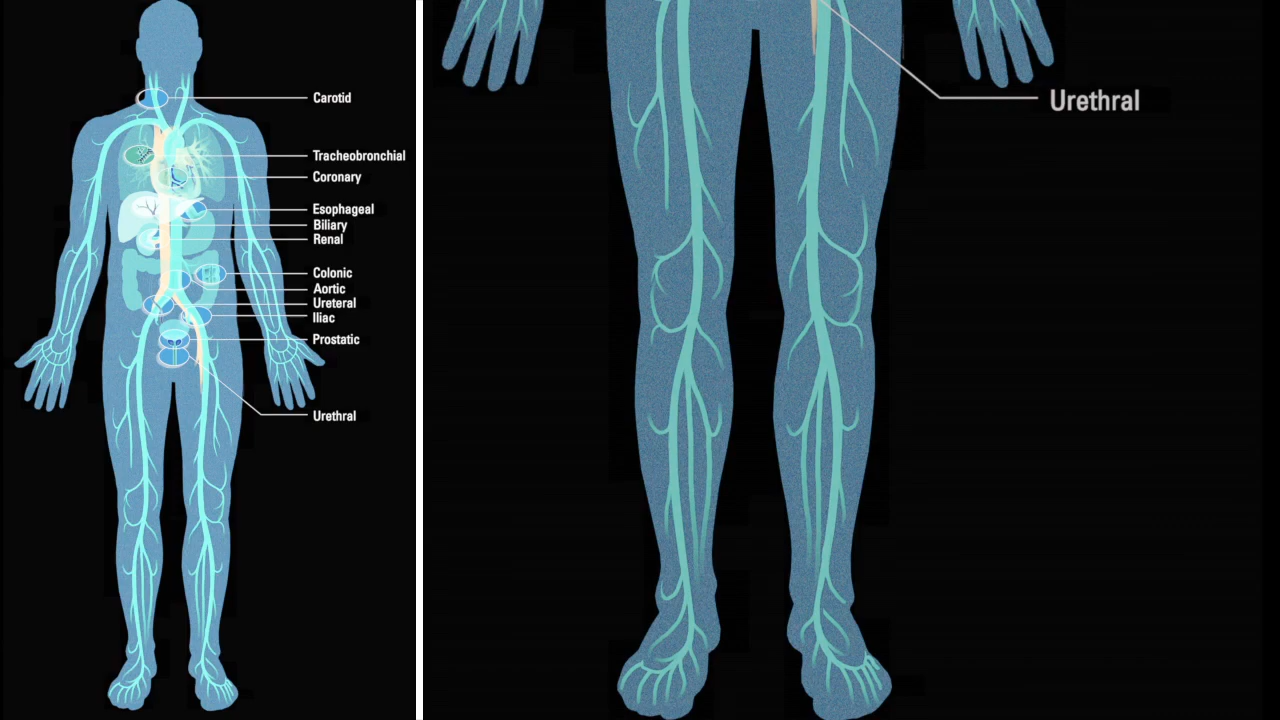 Carotid
Tracheobronchial
Coronary
Esophageal
Biliary
Renal
Colonic
Aortic
Ureteral
Iliac
Prostatic
Urethral
Urethral